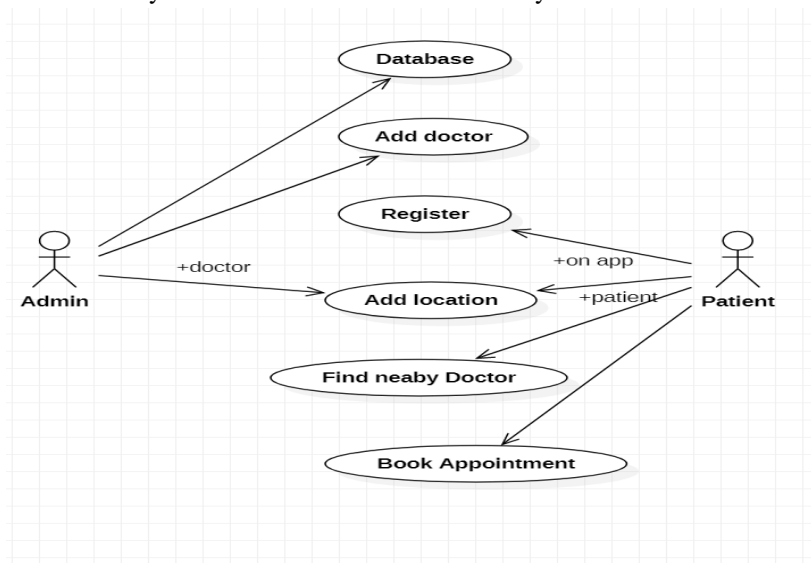 Database
Add doctor
Register
+doctor
+on app
Add location
+patient
Admin
Patient
Find neaby Doctor
Book Appointment